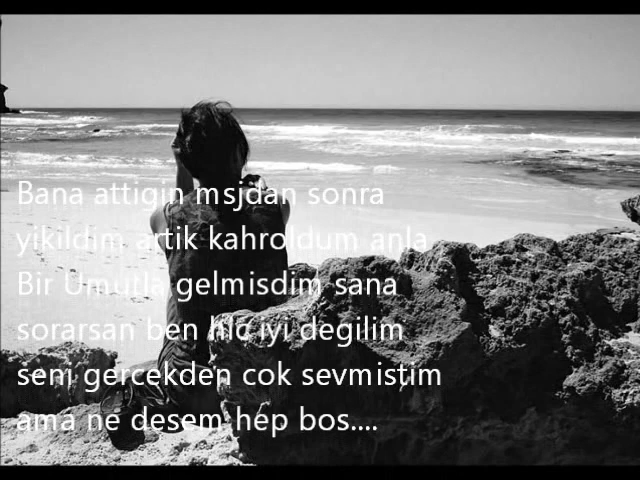 Bana attigin msjdan sonra
yikildim artik kahroldum anla
Bir Umutla gelmisdim sana
sorarsan ben hic iyi degilim
seni gercekden cok sevmistim
ama ne desem hep bos....